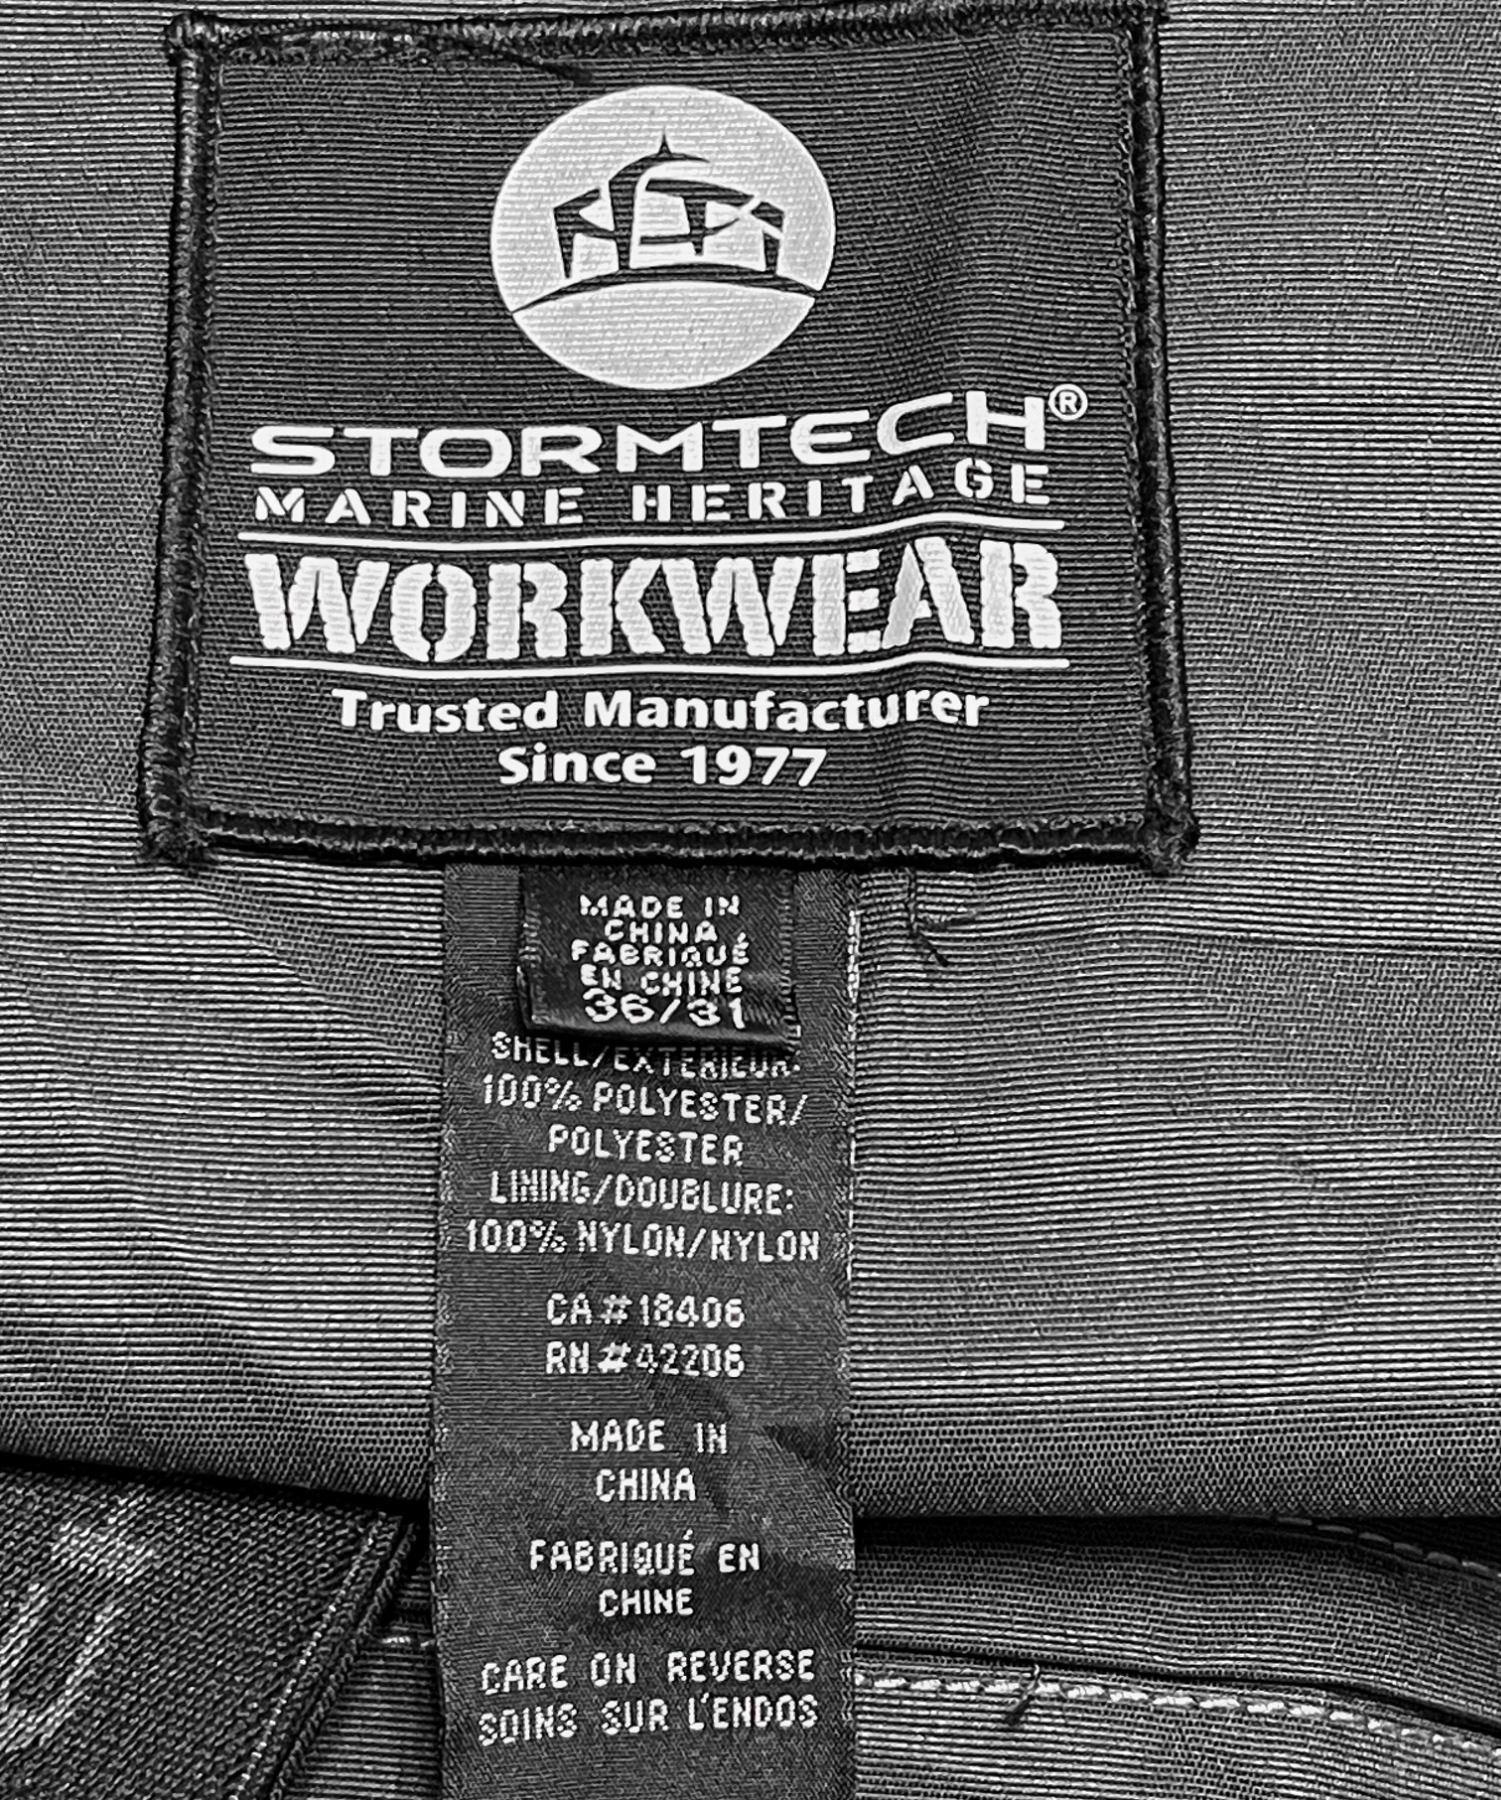 STORMTECH®
MARINE HERITAGE
WORKWEAR
Trusted Manufacturer
Since 1977
MADE IN
CHINA
FABRIQUÉ
EN CHINE
36/31
SHELL/EXTERIEUR:
100% POLYESTER/
POLYESTER
LINING/DOUBLURE:
100% NYLON/NYLON
CA#18406
RN#42206
MADE IN
CHINA
FABRIQUÉ EN
CHINE
CARE ON REVERSE
SOINS SUR L'ENDOS